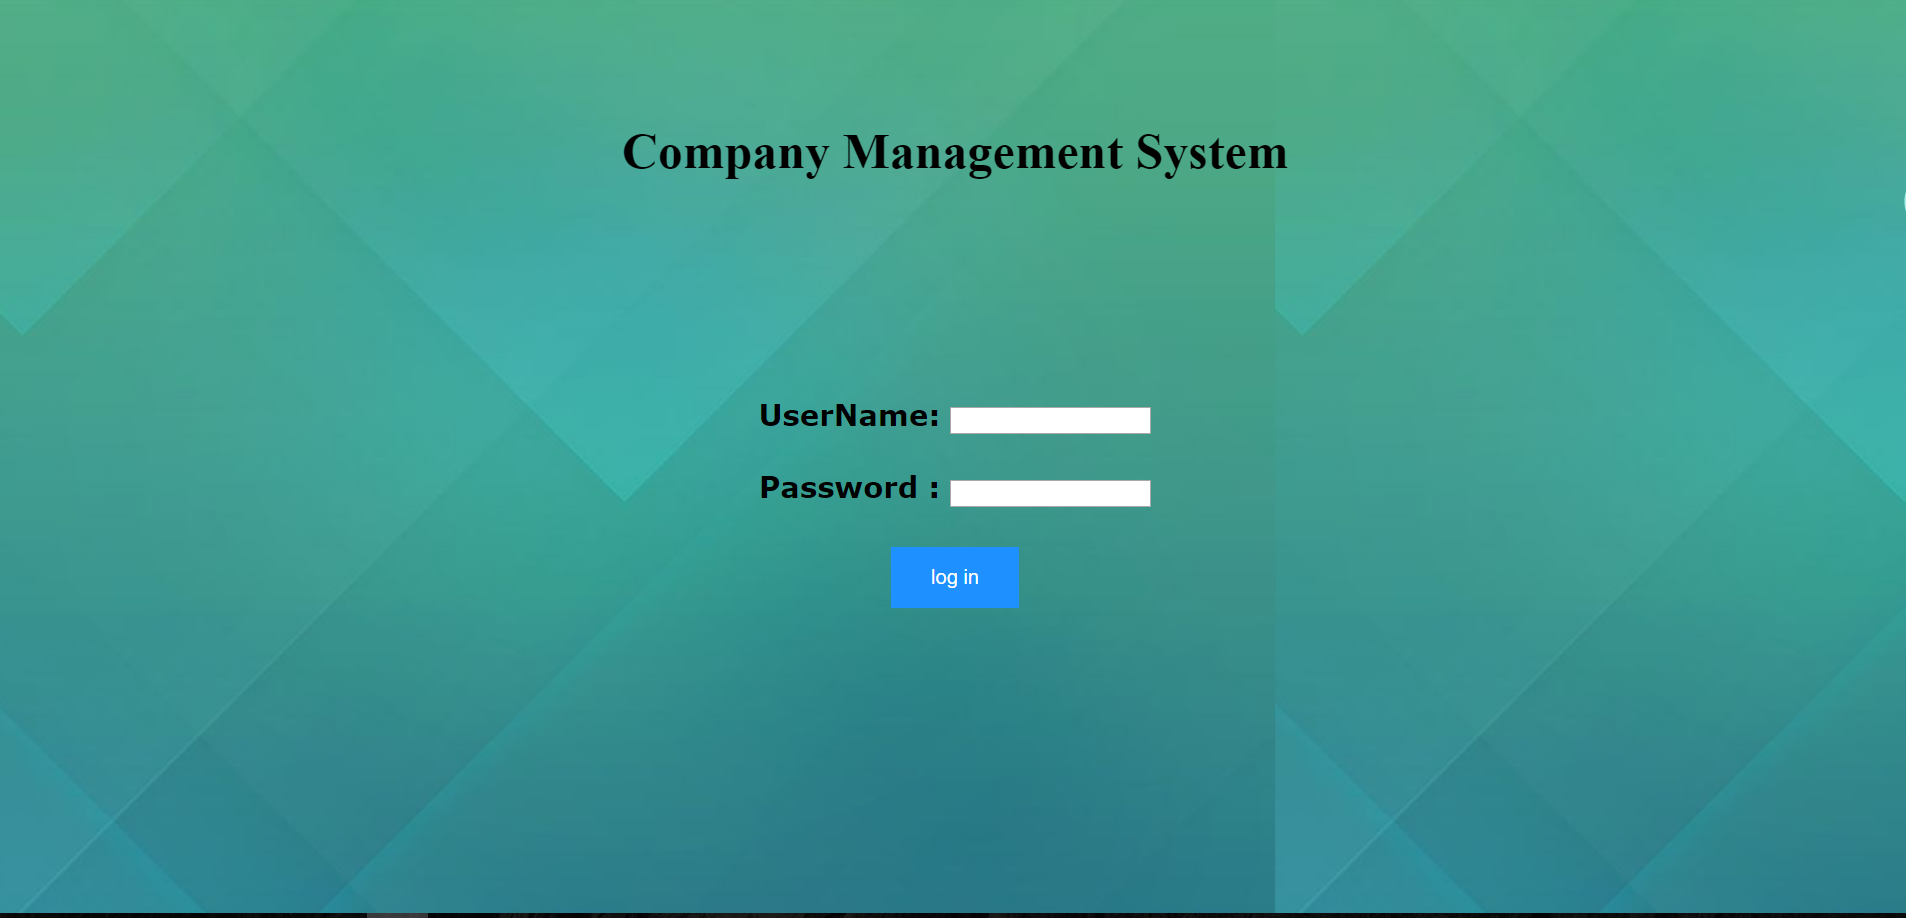 Company Management System
UserName:
Password :
log in